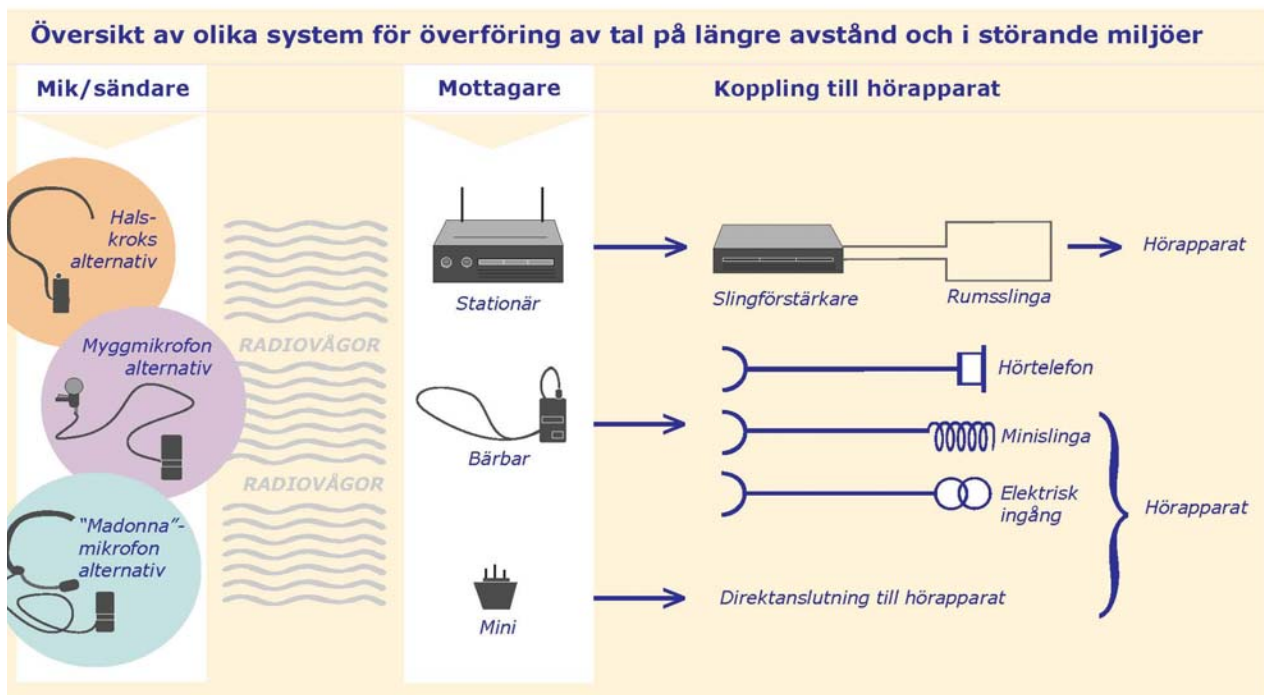 Översikt av olika system för överföring av tal på längre avstånd och i störande miljöer
Mik/sändare
Mottagare
Koppling till hörapparat
Hals-
kroks
alternativ
Myggmikrofon
alternativ
"Madonna"-
mikrofon
alternativ
RADIOVÅGOR
RADIOVÅGOR
Stationär
Bärbar
Mini
Slingförstärkare
Rumsslinga
Hörapparat
Hörtelefon
Minislinga
Elektrisk
ingång
Hörapparat
Direktanslutning till hörapparat